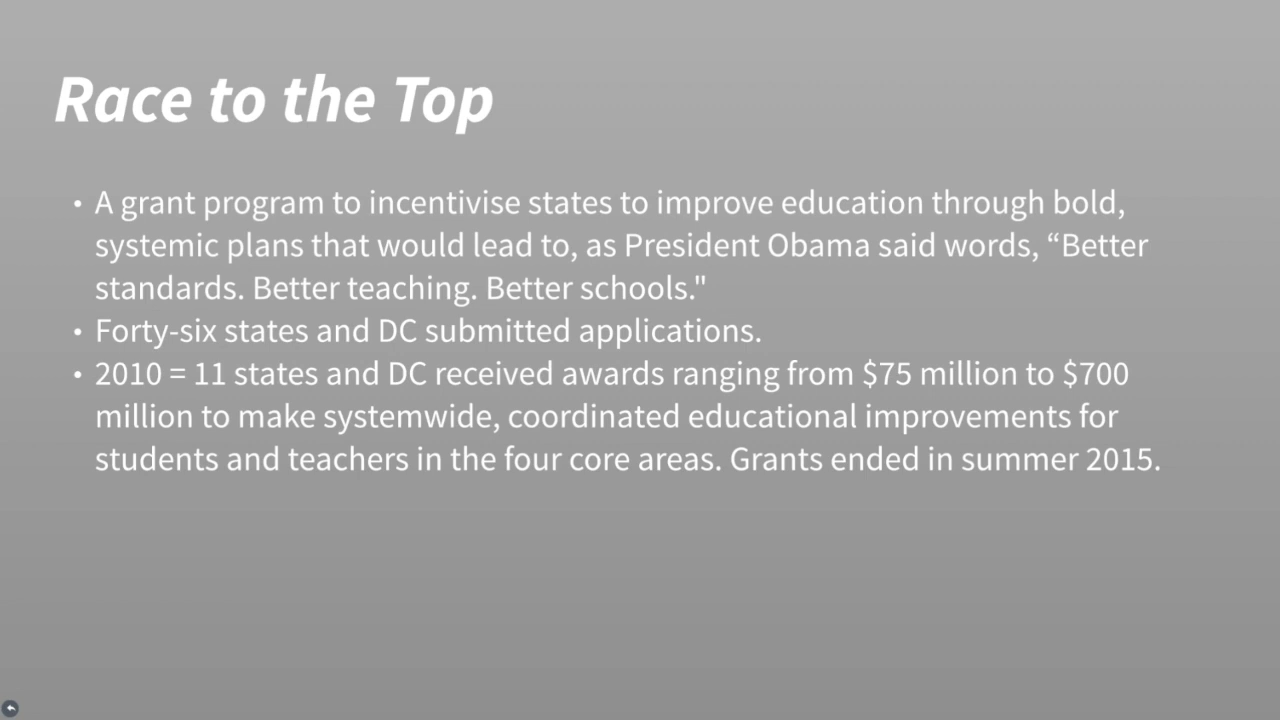 Race to the Top
• A grant program to incentivise states to improve education through bold,
systemic plans that would lead to, as President Obama said words, “Better
standards. Better teaching. Better schools."
• Forty-six states and DC submitted applications.
• 2010 = 11 states and DC received awards ranging from $75 million to $700
million to make systemwide, coordinated educational improvements for
students and teachers in the four core areas. Grants ended in summer 2015.